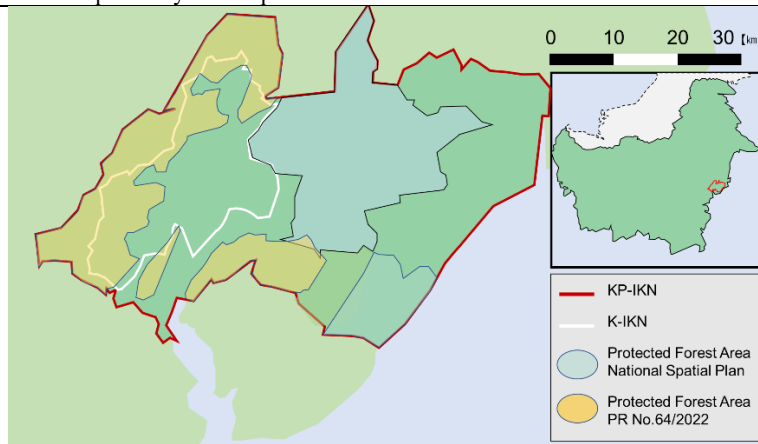 0 10 20 30 [km
KP-IKN
K-IKN
Protected Forest Area
National Spatial Plan
Protected Forest Area
PR No.64/2022